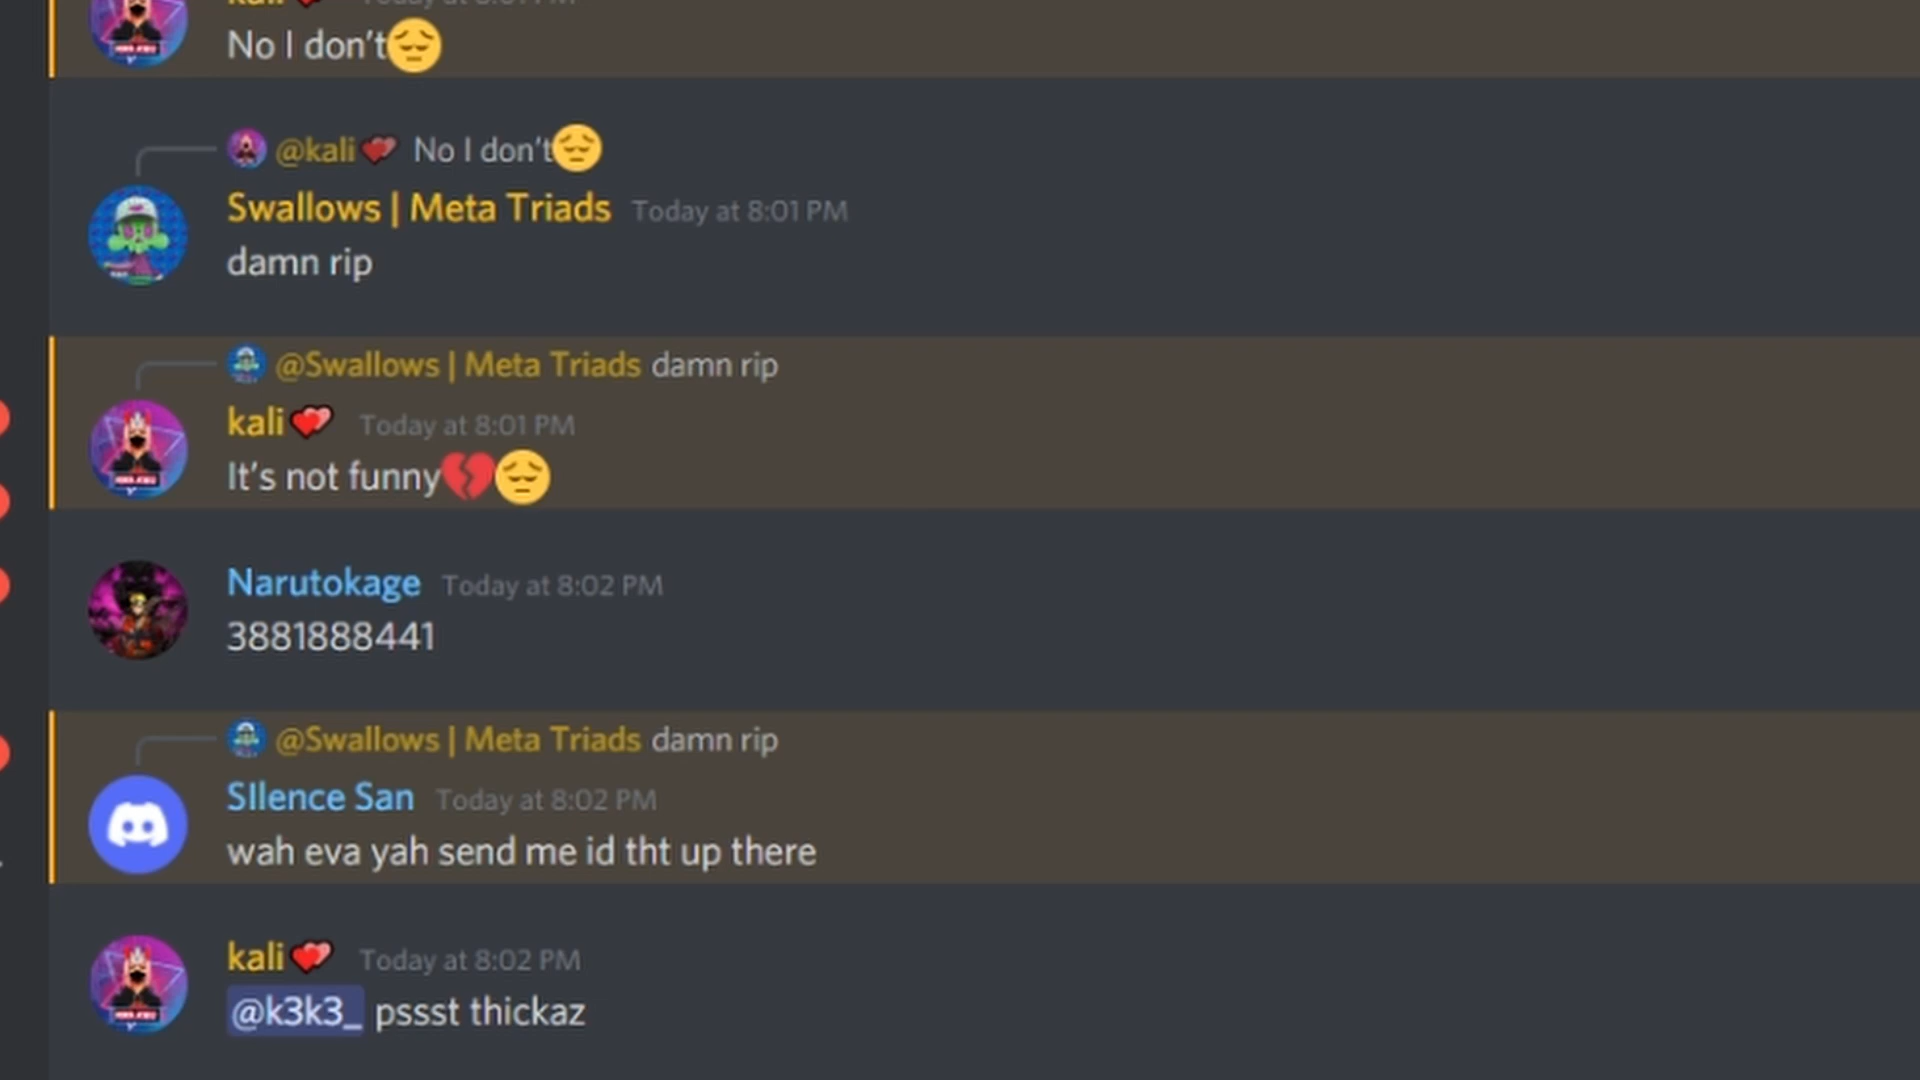 No I don't😔
@kali💕 No I don't😔
Swallows | Meta Triads Today at 8:01 PM
damn rip
@Swallows | Meta Triads damn rip
kali💕 Today at 8:01 PM
It's not funny💔😔
Narutokage Today at 8:02 PM
3881888441
@Swallows | Meta Triads damn rip
SIlence San Today at 8:02 PM
wah eva yah send me id tht up there
kali💕 Today at 8:02 PM
@k3k3_ pssst thickaz